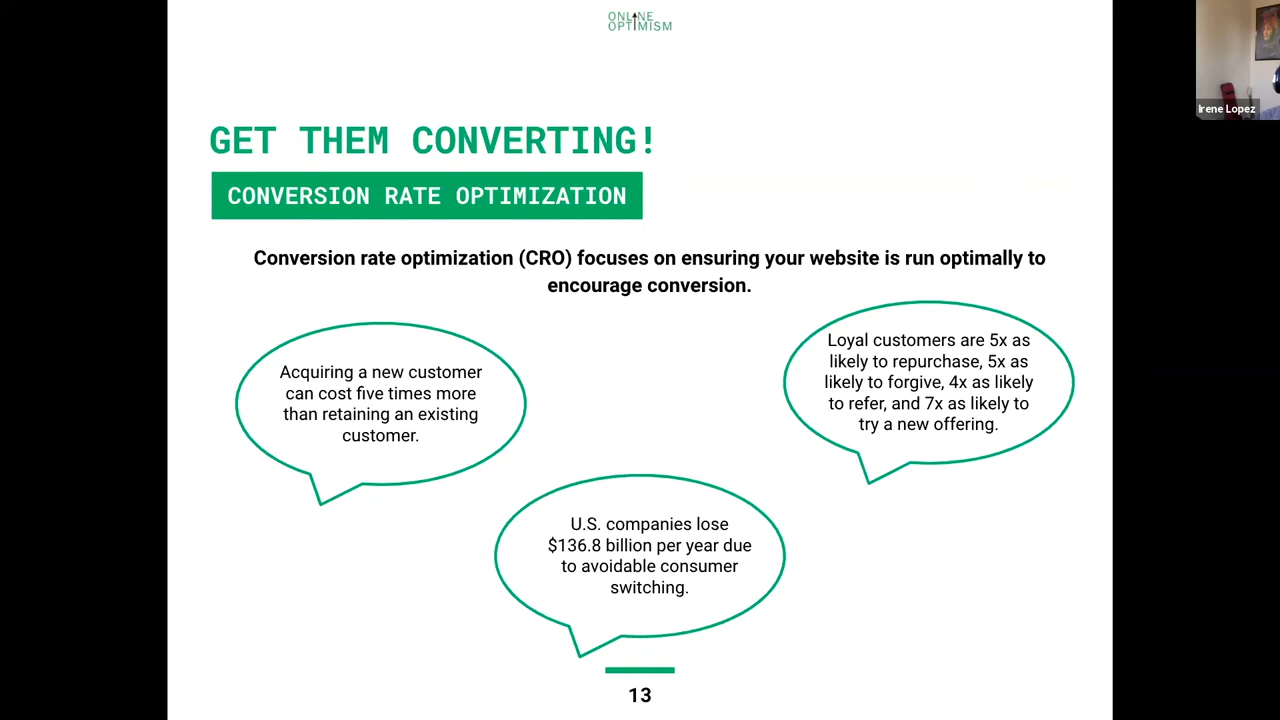 ONLINE
OPTIMISM
Irene Lopez
GET THEM CONVERTING!
CONVERSION RATE OPTIMIZATION
Conversion rate optimization (CRO) focuses on ensuring your website is run optimally to
encourage conversion.
Acquiring a new customer
can cost five times more
than retaining an existing
customer.
U.S. companies lose
$136.8 billion per year due
to avoidable consumer
switching.
Loyal customers are 5x as
likely to repurchase, 5x as
likely to forgive, 4x as likely
to refer, and 7x as likely to
try a new offering.
13